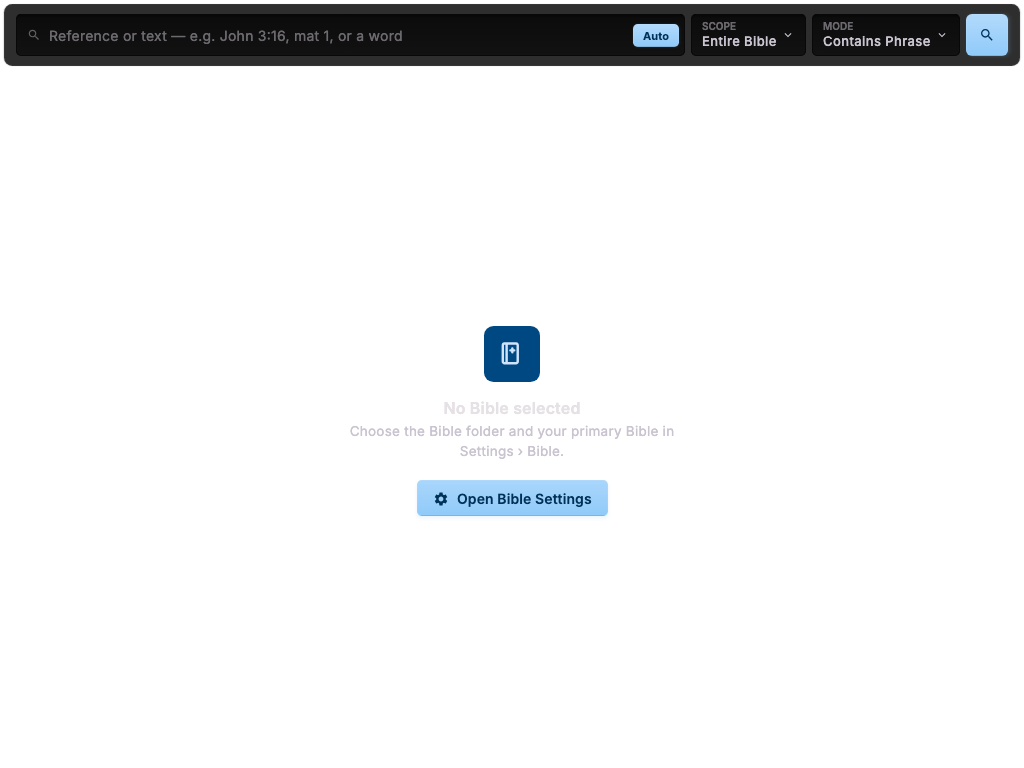 Reference or text — e.g. John 3:16, mat 1, or a word
Auto
SCOPE
Entire Bible
MODE
Contains Phrase
No Bible selected
Choose the Bible folder and your primary Bible in
Settings › Bible.
Open Bible Settings